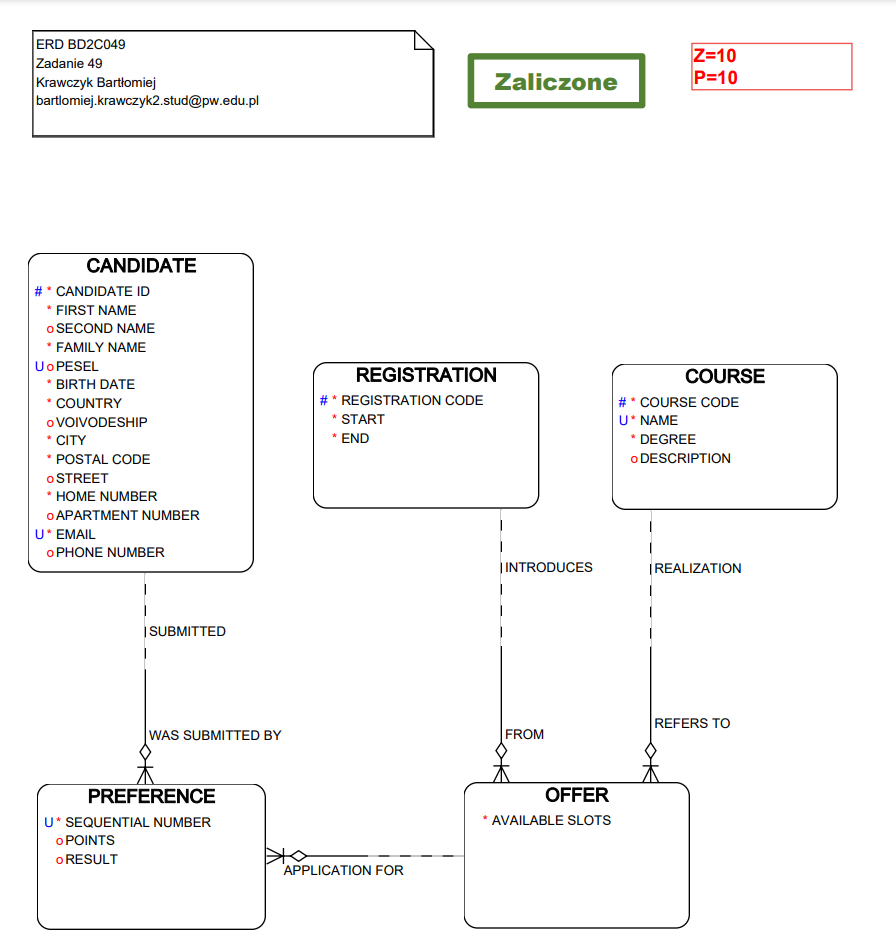 ERD BD2C049
Zadanie 49
Krawczyk Bartłomiej
bartlomiej.krawczyk2.stud@pw.edu.pl
Zaliczone
Z=10
P=10
CANDIDATE
# * CANDIDATE ID
* FIRST NAME
o SECOND NAME
* FAMILY NAME
U o PESEL
* BIRTH DATE
* COUNTRY
o VOIVODESHIP
* CITY
* POSTAL CODE
o STREET
* HOME NUMBER
o APARTMENT NUMBER
U * EMAIL
o PHONE NUMBER
REGISTRATION
# * REGISTRATION CODE
* START
* END
COURSE
# * COURSE CODE
U * NAME
* DEGREE
o DESCRIPTION
SUBMITTED
WAS SUBMITTED BY
INTRODUCES
FROM
REALIZATION
REFERS TO
PREFERENCE
U * SEQUENTIAL NUMBER
o POINTS
o RESULT
APPLICATION FOR
OFFER
* AVAILABLE SLOTS